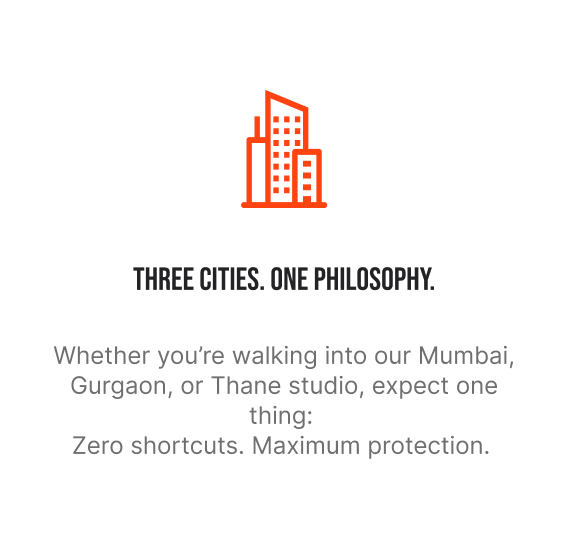 THREE CITIES. ONE PHILOSOPHY.
Whether you’re walking into our Mumbai,
Gurgaon, or Thane studio, expect one
thing:
Zero shortcuts. Maximum protection.